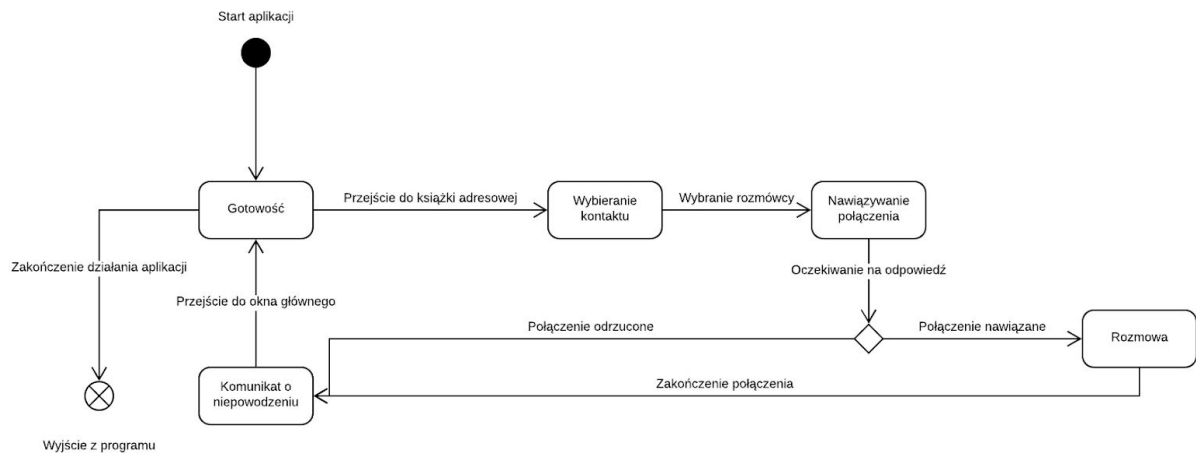 Start aplikacji
Gotowość
Przejście do książki adresowej
Wybieranie
kontaktu
Wybranie rozmówcy
Nawiązywanie
połączenia
Zakończenie działania aplikacji
Oczekiwanie na odpowiedź
Przejście do okna głównego
Połączenie odrzucone
Połączenie nawiązane
Rozmowa
Komunikat o
niepowodzeniu
Zakończenie połączenia
Wyjście z programu